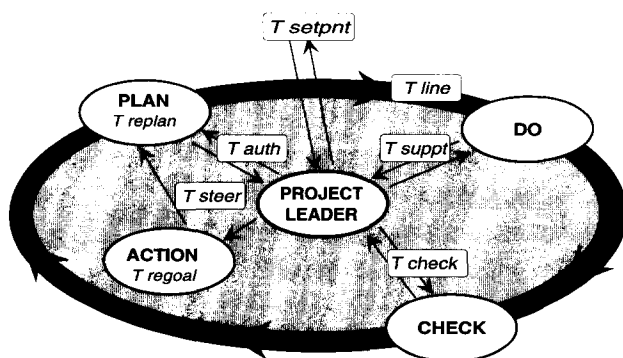 T setpnt
T line
PLAN
T replan
DO
T auth
T suppt
T steer
PROJECT
LEADER
ACTION
T regoal
T check
CHECK